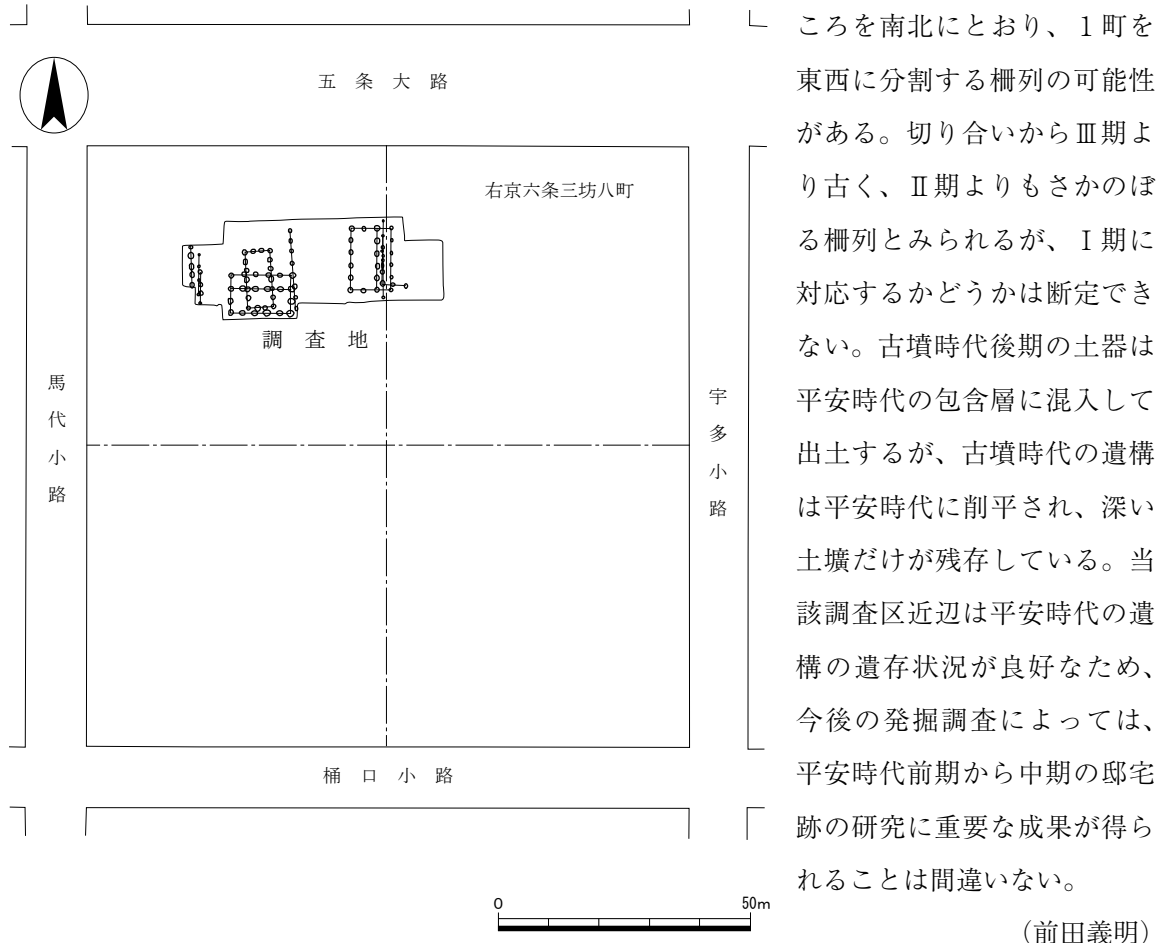 五条大路
右京六条三坊八町
調査地
馬代小路
宇多小路
桶口小路
0 50m
ころを南北にとおり、１町を
東西に分割する柵列の可能性
がある。切り合いからⅢ期よ
り古く、Ⅱ期よりもさかのぼ
る柵列とみられるが、Ⅰ期に
対応するかどうかは断定でき
ない。古墳時代後期の土器は
平安時代の包含層に混入して
出土するが、古墳時代の遺構
は平安時代に削平され、深い
土壙だけが残存している。当
該調査区近辺は平安時代の遺
構の遺存状況が良好なため、
今後の発掘調査によっては、
平安時代前期から中期の邸宅
跡の研究に重要な成果が得ら
れることは間違いない。
（前田義明）